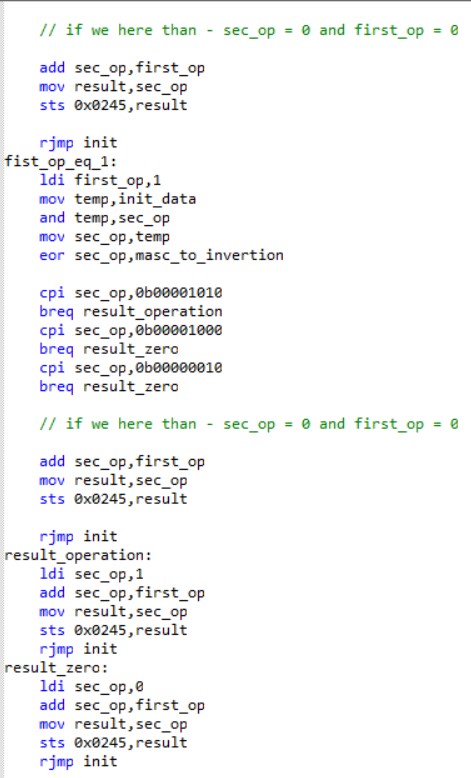 // if we here than - sec_op = 0 and first_op = 0
add sec_op,first_op
mov result,sec_op
sts 0x0245,result
rjmp init
fist_op_eq_1:
ldi first_op,1
mov temp,init_data
and temp,sec_op
mov sec_op,temp
eor sec_op,masc_to_invertion
cpi sec_op,0b00001010
breq result_operation
cpi sec_op,0b00001000
breq result_zero
cpi sec_op,0b00000010
breq result_zero
// if we here than - sec_op = 0 and first_op = 0
add sec_op,first_op
mov result,sec_op
sts 0x0245,result
rjmp init
result_operation:
ldi sec_op,1
add sec_op,first_op
mov result,sec_op
sts 0x0245,result
rjmp init
result_zero:
ldi sec_op,0
add sec_op,first_op
mov result,sec_op
sts 0x0245,result
rjmp init